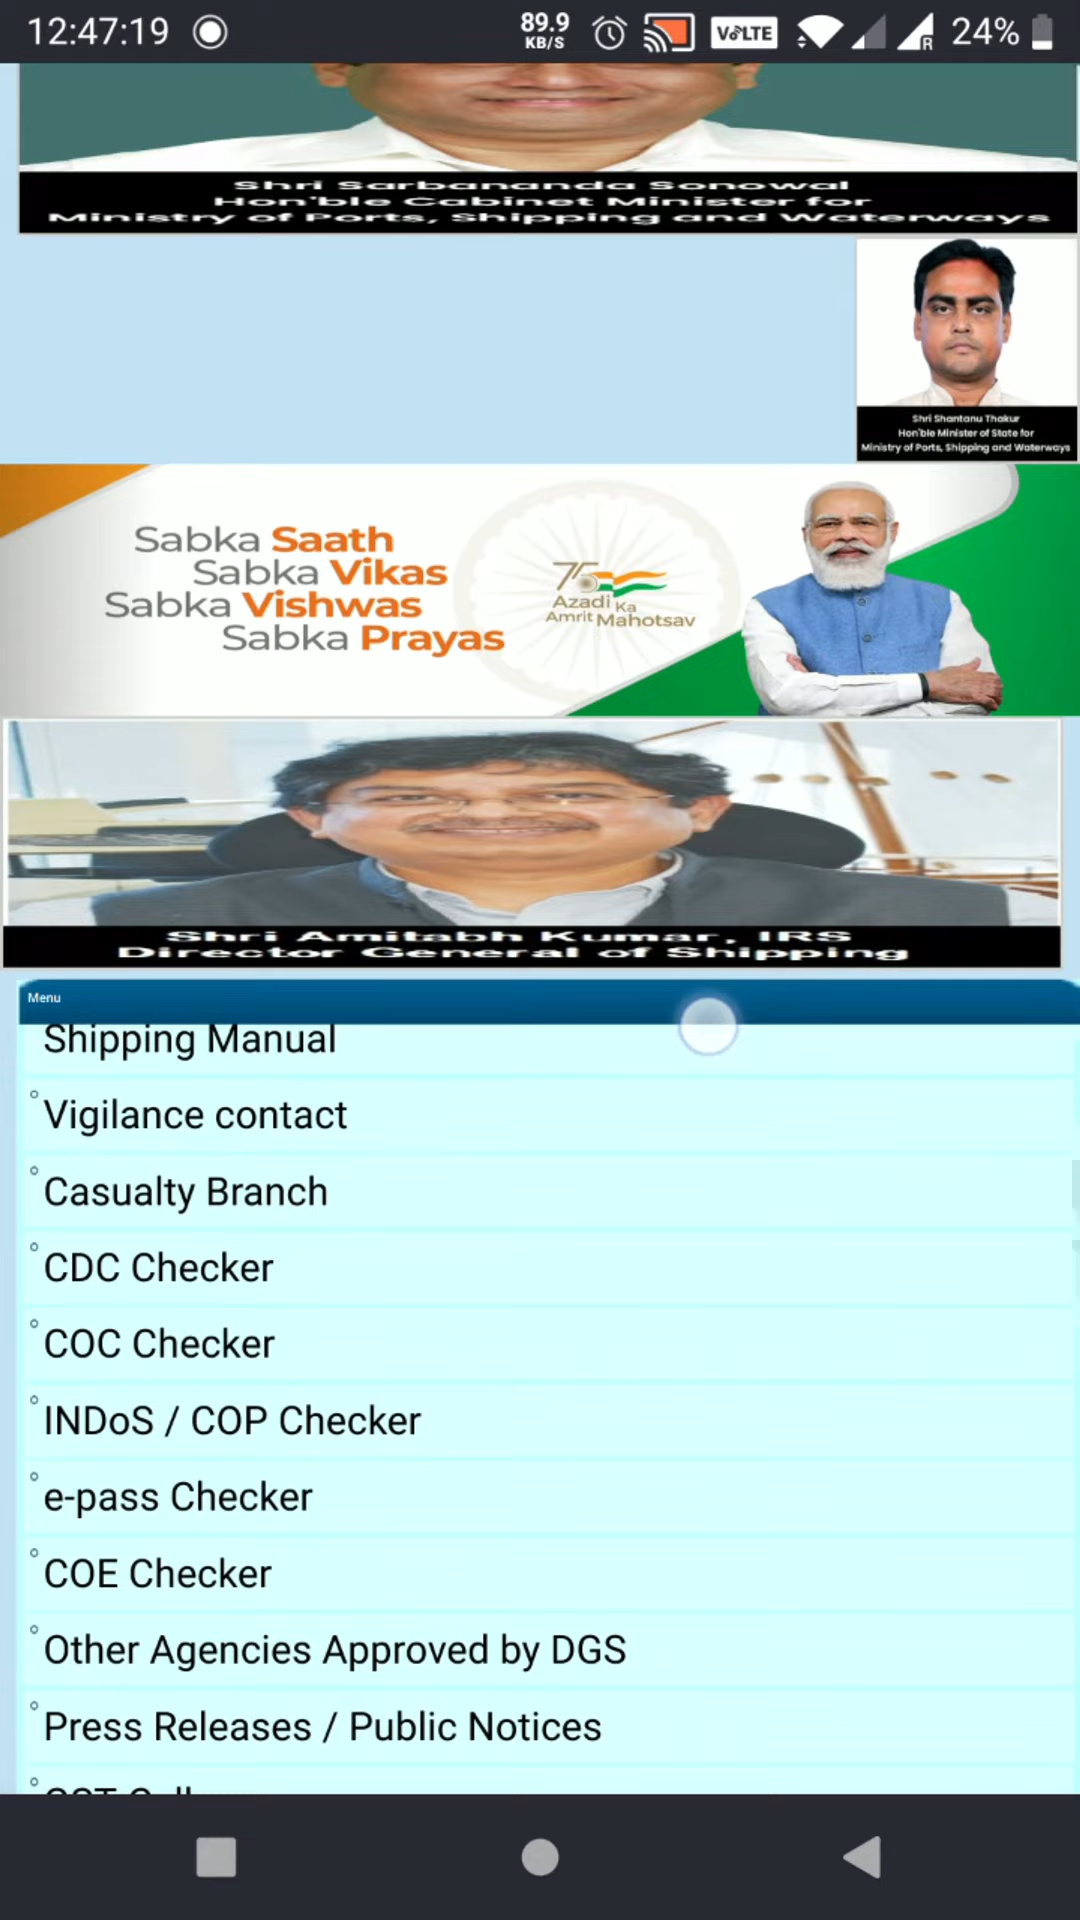 12:47:19
89.9
KB/S
VoLTE
R
24%
Shri Sarbananda Sonowal
Hon'ble Cabinet Minister for
Ministry of Ports, Shipping and Waterways
Shri Shantanu Thakur
Hon'ble Minister of State for
Ministry of Ports, Shipping and Waterways
Sabka Saath
Sabka Vikas
Sabka Vishwas
Sabka Prayas
75
Azadi Ka
Amrit Mahotsav
Shri Amitabh Kumar, IRS
Director General of Shipping
Menu
Shipping Manual
Vigilance contact
Casualty Branch
CDC Checker
COC Checker
INDoS / COP Checker
e-pass Checker
COE Checker
Other Agencies Approved by DGS
Press Releases / Public Notices